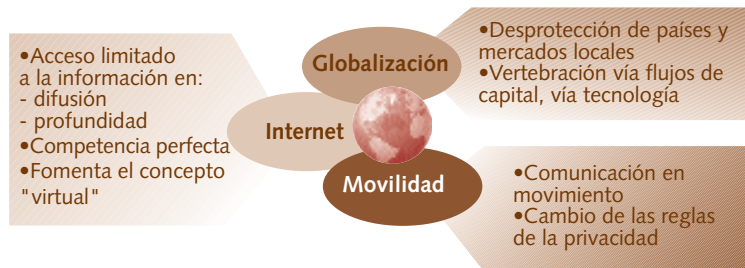 •Acceso limitado
a la información en:
- difusión
- profundidad
•Competencia perfecta
•Fomenta el concepto
"virtual"
Globalización
Internet
Movilidad
•Desprotección de países y
mercados locales
•Vertebración vía flujos de
capital, vía tecnología
•Comunicación en
movimiento
•Cambio de las reglas
de la privacidad